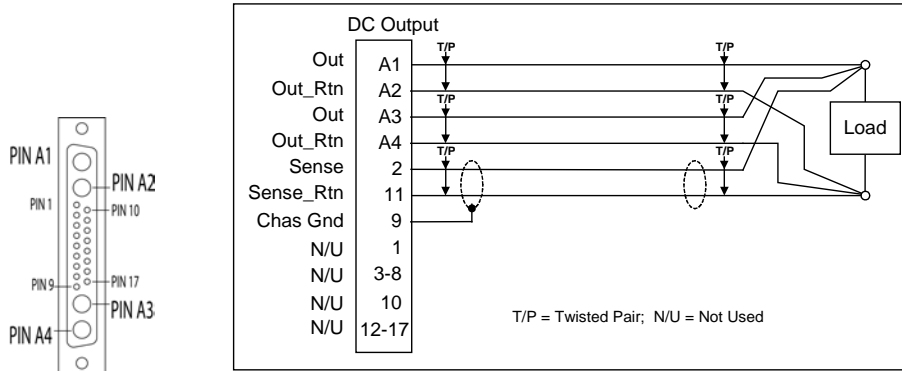 PIN A1
PIN A2
PIN 1
PIN 10
PIN 9
PIN 17
PIN A3
PIN A4
DC Output
T/P T/P
Out A1
Out_Rtn A2
T/P T/P
Out A3
Out_Rtn A4
T/P T/P
Sense 2
Sense_Rtn 11
Chas Gnd 9
N/U 1
N/U 3-8
N/U 10
N/U 12-17
Load
T/P = Twisted Pair; N/U = Not Used